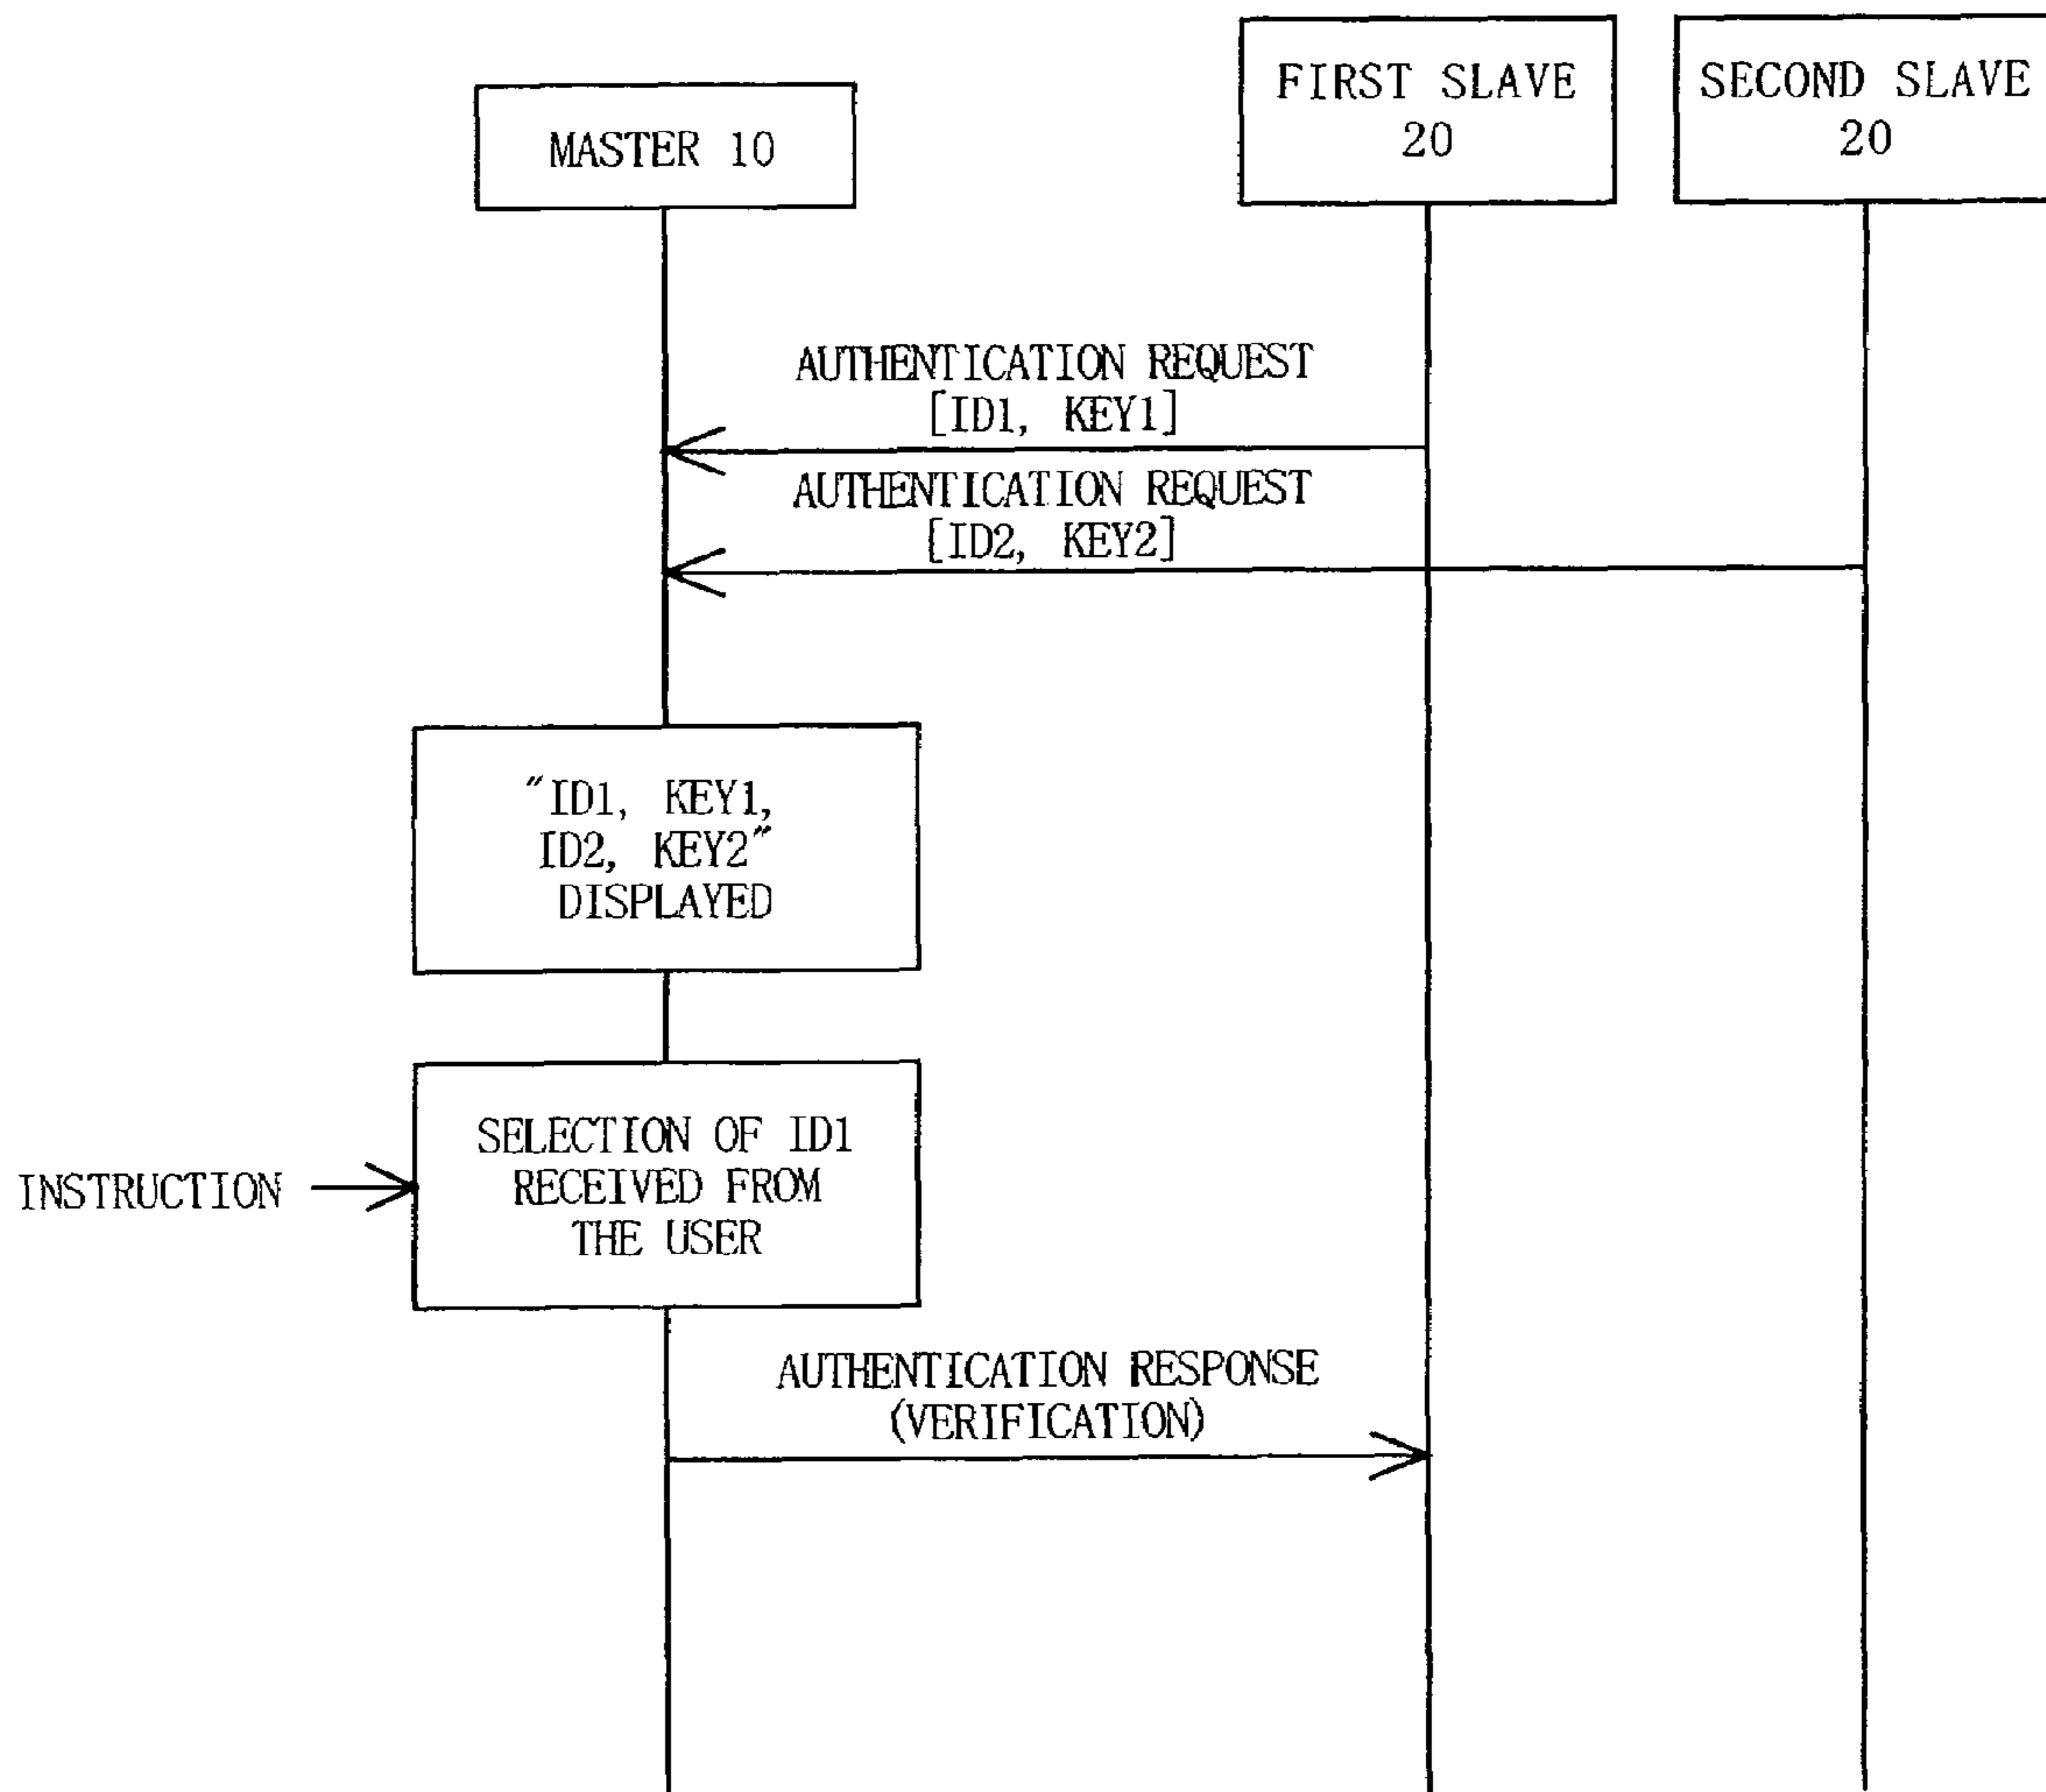 MASTER 10
FIRST SLAVE
20
SECOND SLAVE
20
AUTHENTICATION REQUEST
[ID1, KEY1]
AUTHENTICATION REQUEST
[ID2, KEY2]
"ID1, KEY1,
ID2, KEY2"
DISPLAYED
INSTRUCTION
SELECTION OF ID1
RECEIVED FROM
THE USER
AUTHENTICATION RESPONSE
(VERIFICATION)